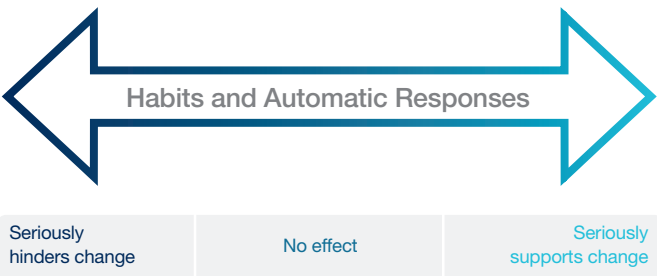 Habits and Automatic Responses
Seriously
hinders change
No effect
Seriously
supports change